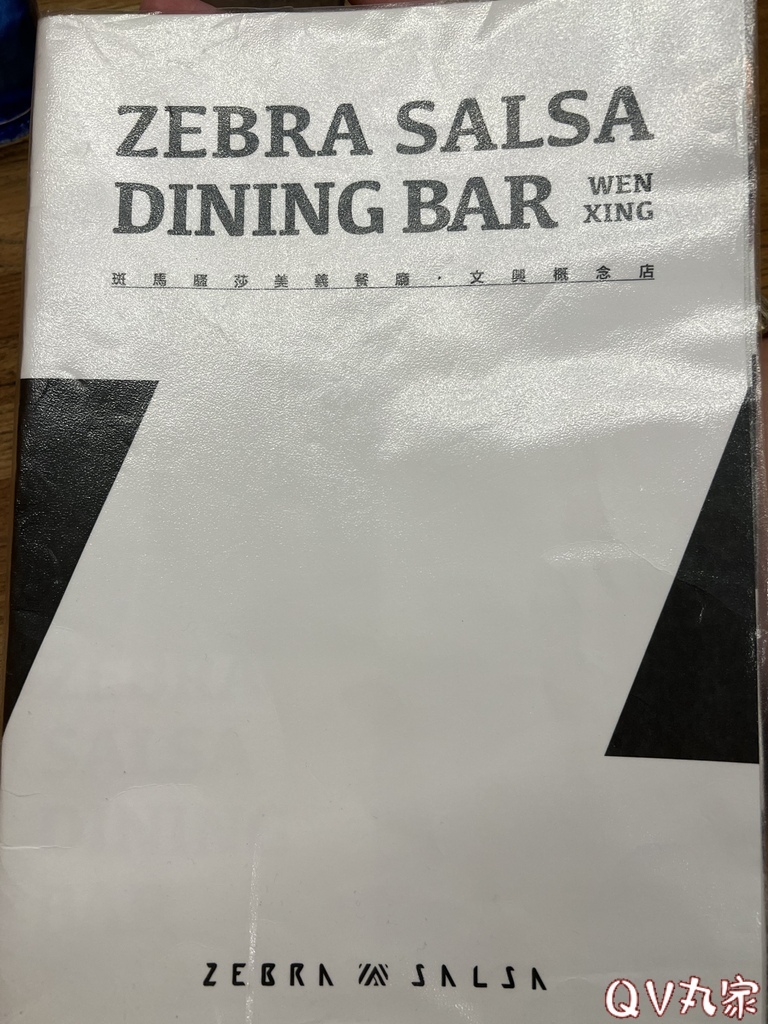 ZEBRA SALSA
DINING BAR
WEN
XING
斑馬騷莎美義餐廳・文興概念店
ZEBRA SALSA
QV丸家